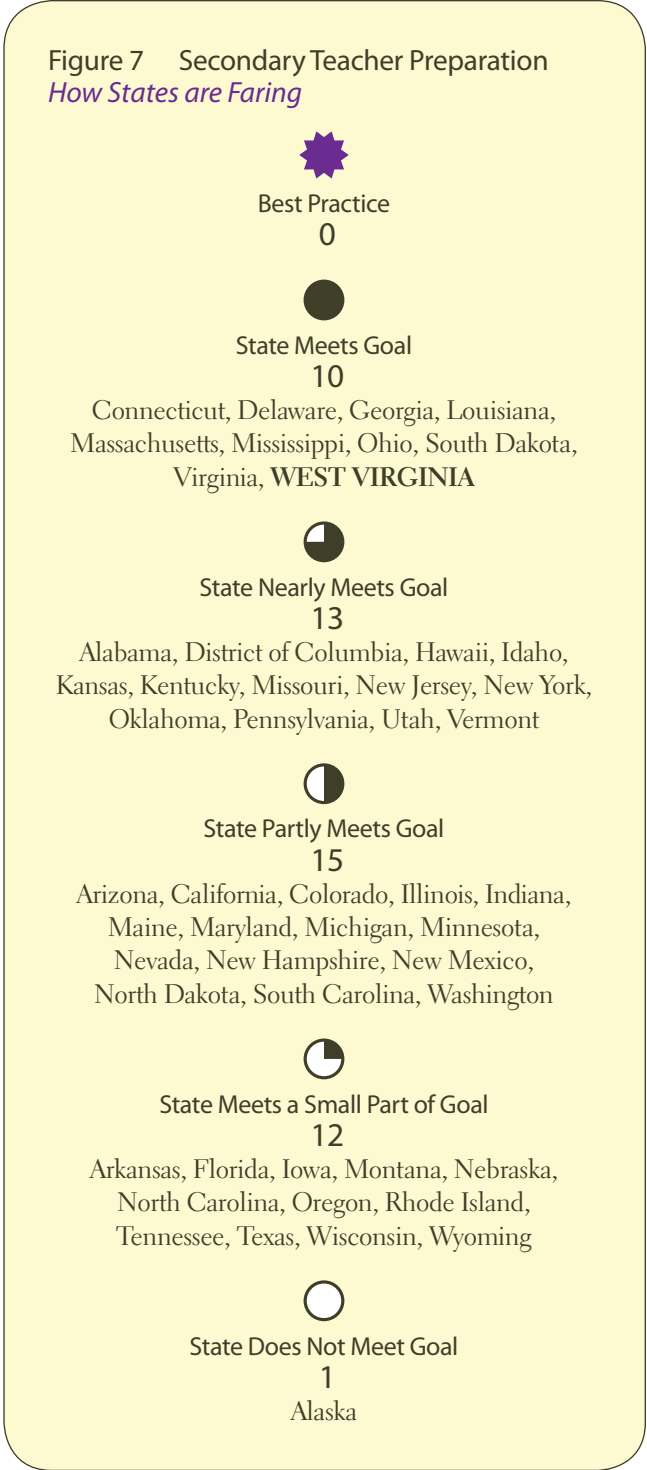 Figure 7 Secondary Teacher Preparation
How States are Faring
Best Practice
0
State Meets Goal
10
Connecticut, Delaware, Georgia, Louisiana,
Massachusetts, Mississippi, Ohio, South Dakota,
Virginia, WEST VIRGINIA
State Nearly Meets Goal
13
Alabama, District of Columbia, Hawaii, Idaho,
Kansas, Kentucky, Missouri, New Jersey, New York,
Oklahoma, Pennsylvania, Utah, Vermont
State Partly Meets Goal
15
Arizona, California, Colorado, Illinois, Indiana,
Maine, Maryland, Michigan, Minnesota,
Nevada, New Hampshire, New Mexico,
North Dakota, South Carolina, Washington
State Meets a Small Part of Goal
12
Arkansas, Florida, Iowa, Montana, Nebraska,
North Carolina, Oregon, Rhode Island,
Tennessee, Texas, Wisconsin, Wyoming
State Does Not Meet Goal
1
Alaska